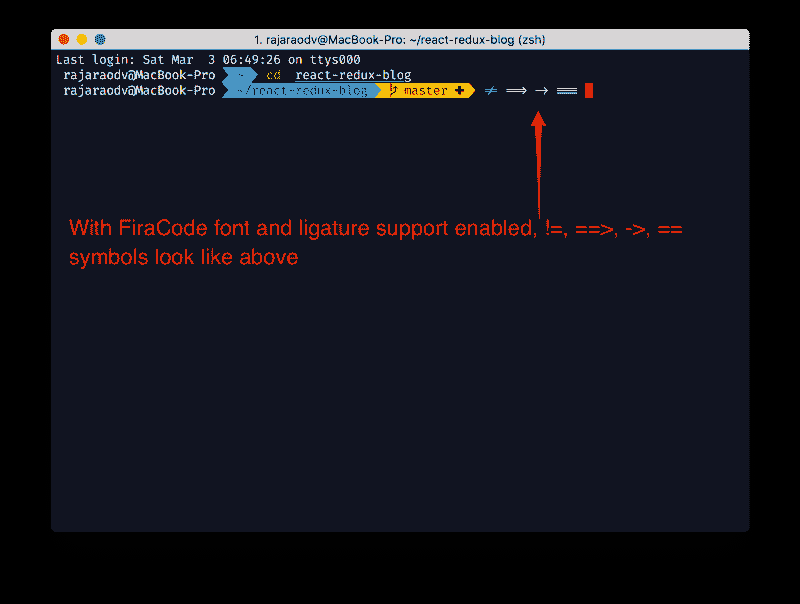 1. rajaraodv@MacBook-Pro: ~/react-redux-blog (zsh)
Last login: Sat Mar  3 06:49:26 on ttys000
rajaraodv@MacBook-Pro  ~  cd  react-redux-blog
rajaraodv@MacBook-Pro  ~/react-redux-blog   master ✚  ≠ ⟹ → ≡≡
With FiraCode font and ligature support enabled, !=, ==>, ->, ==
symbols look like above